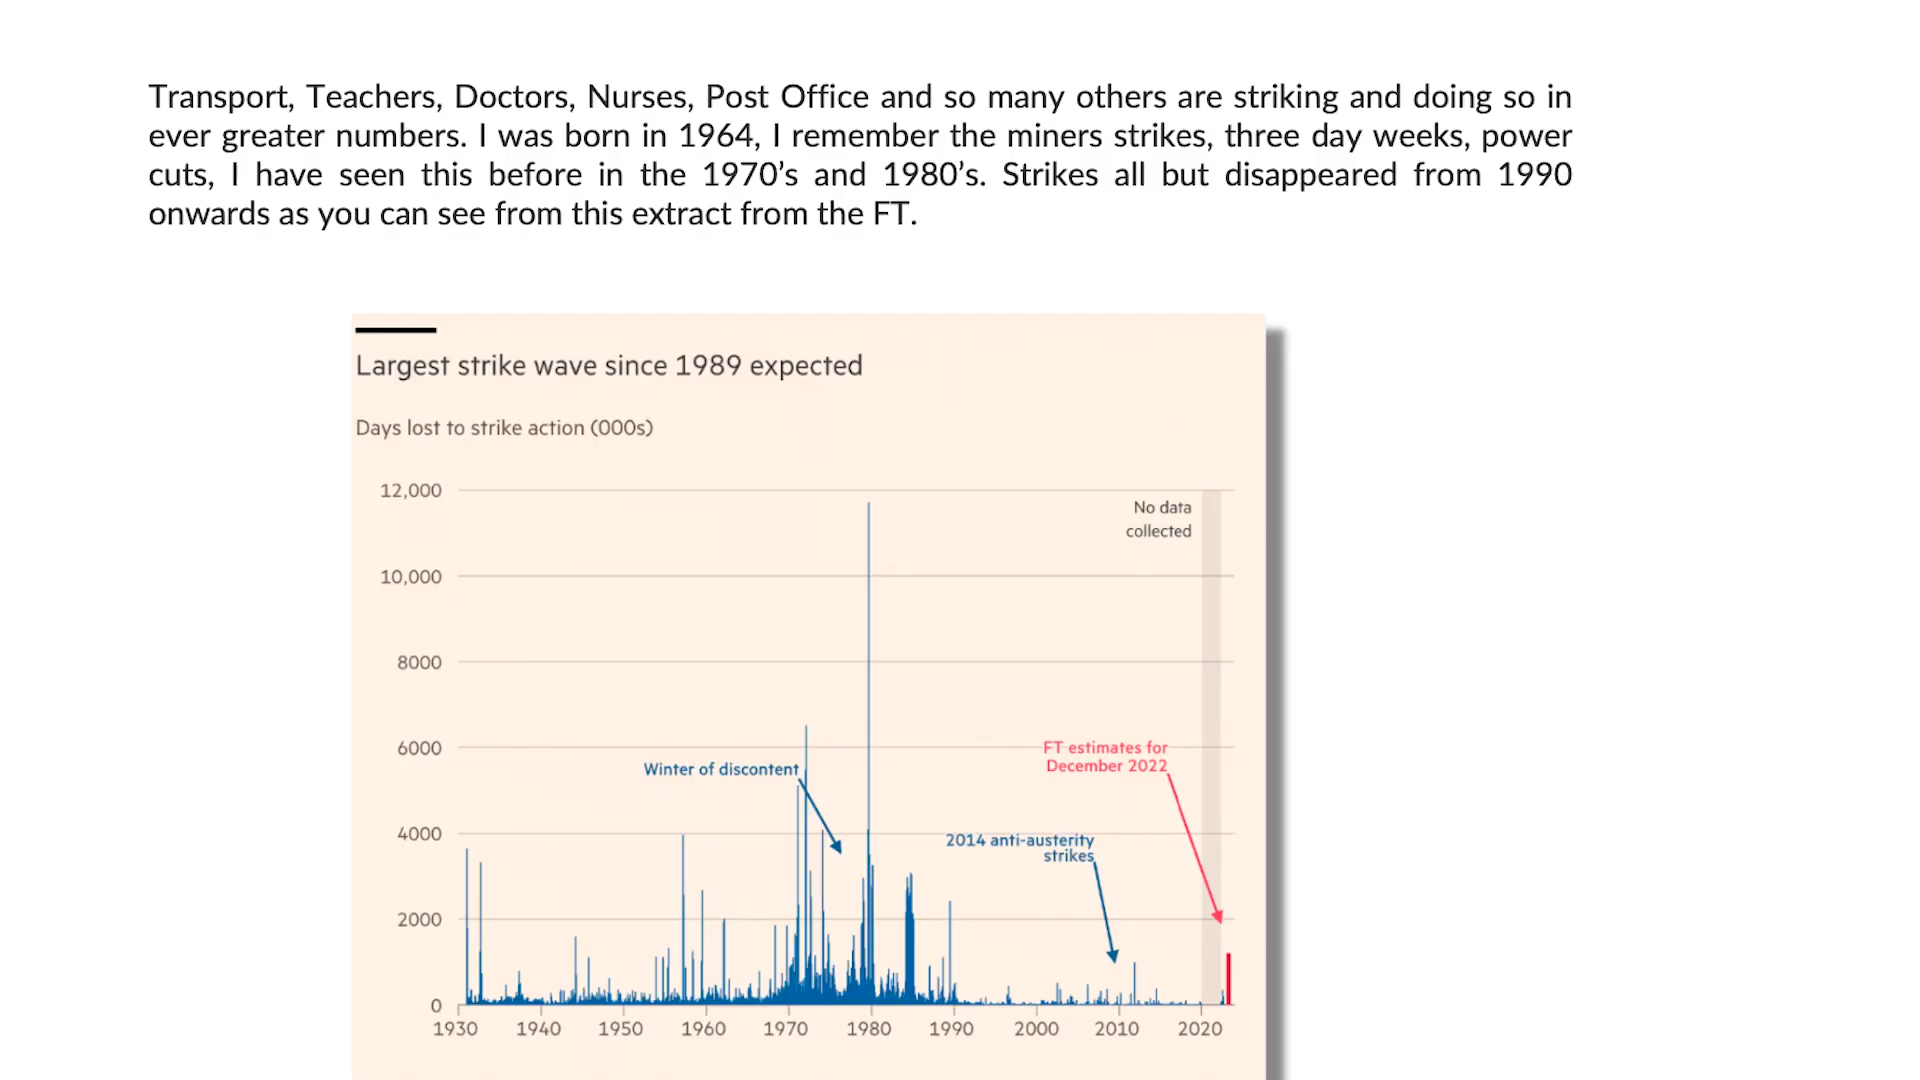 Transport, Teachers, Doctors, Nurses, Post Office and so many others are striking and doing so in
ever greater numbers. I was born in 1964, I remember the miners strikes, three day weeks, power
cuts, I have seen this before in the 1970’s and 1980’s. Strikes all but disappeared from 1990
onwards as you can see from this extract from the FT.
Largest strike wave since 1989 expected
Days lost to strike action (000s)
12,000
No data
collected
10,000
8000
6000
FT estimates for
December 2022
Winter of discontent
4000
2014 anti-austerity
strikes
2000
0
1930 1940 1950 1960 1970 1980 1990 2000 2010 2020